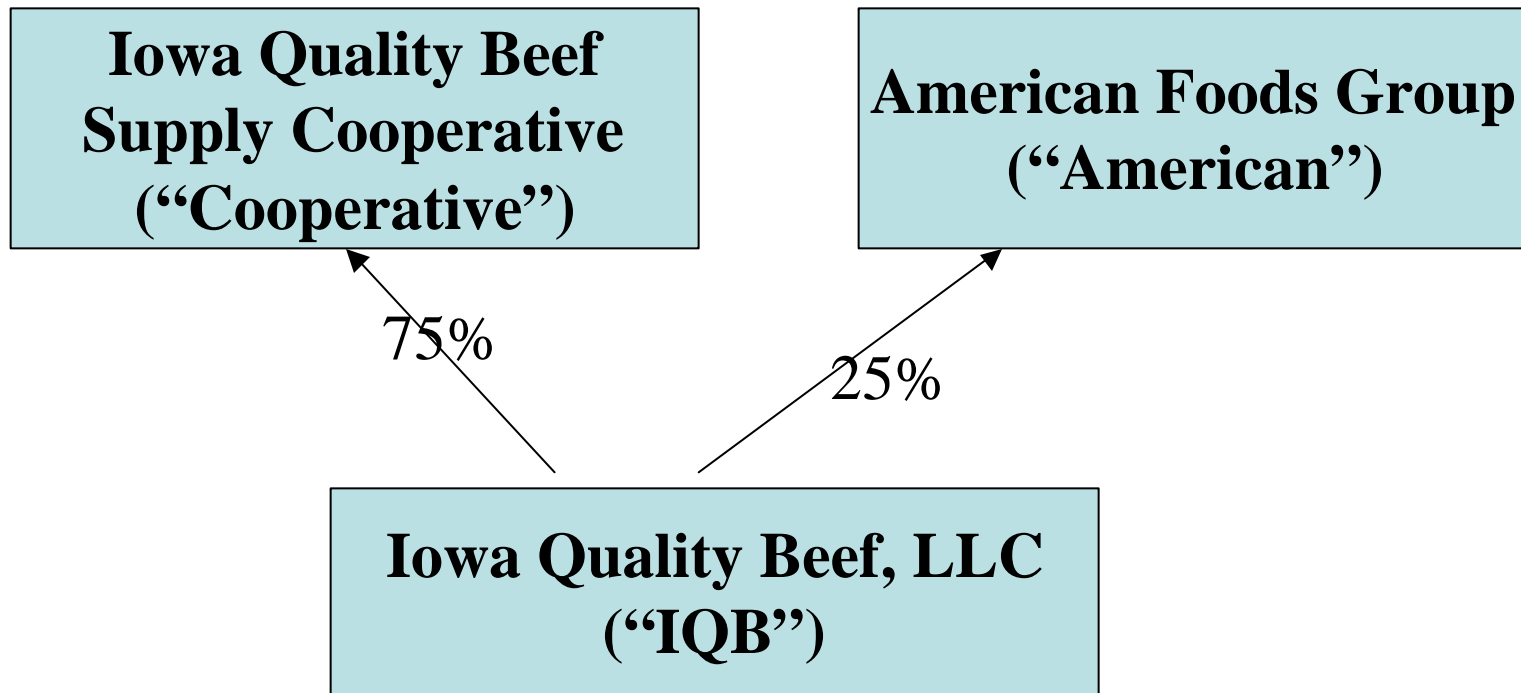 Iowa Quality Beef
Supply Cooperative
(“Cooperative”)
American Foods Group
(“American”)
75%
25%
Iowa Quality Beef, LLC
(“IQB”)